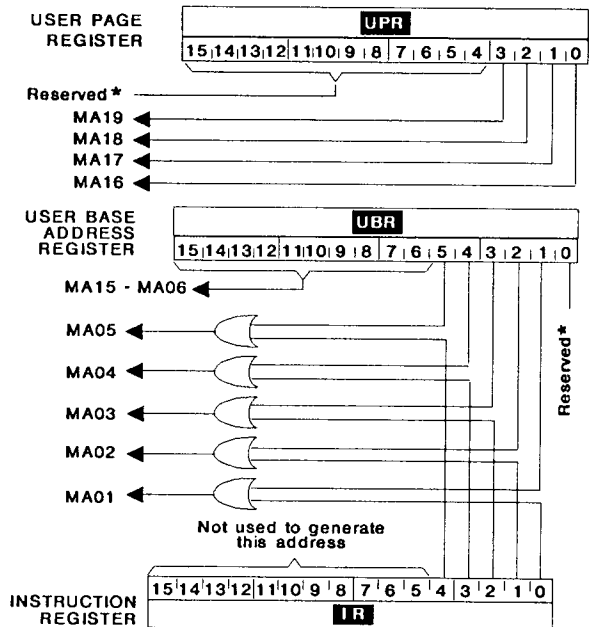 USER PAGE
REGISTER
UPR
15 14 13 12 11 10 9 8 7 6 5 4 3 2 1 0
Reserved*
MA19
MA18
MA17
MA16
USER BASE
ADDRESS
REGISTER
UBR
15 14 13 12 11 10 9 8 7 6 5 4 3 2 1 0
MA15 - MA06
MA05
MA04
MA03
MA02
MA01
Reserved*
Not used to generate
this address
15 14 13 12 11 10 9 8 7 6 5 4 3 2 1 0
INSTRUCTION
REGISTER
IR